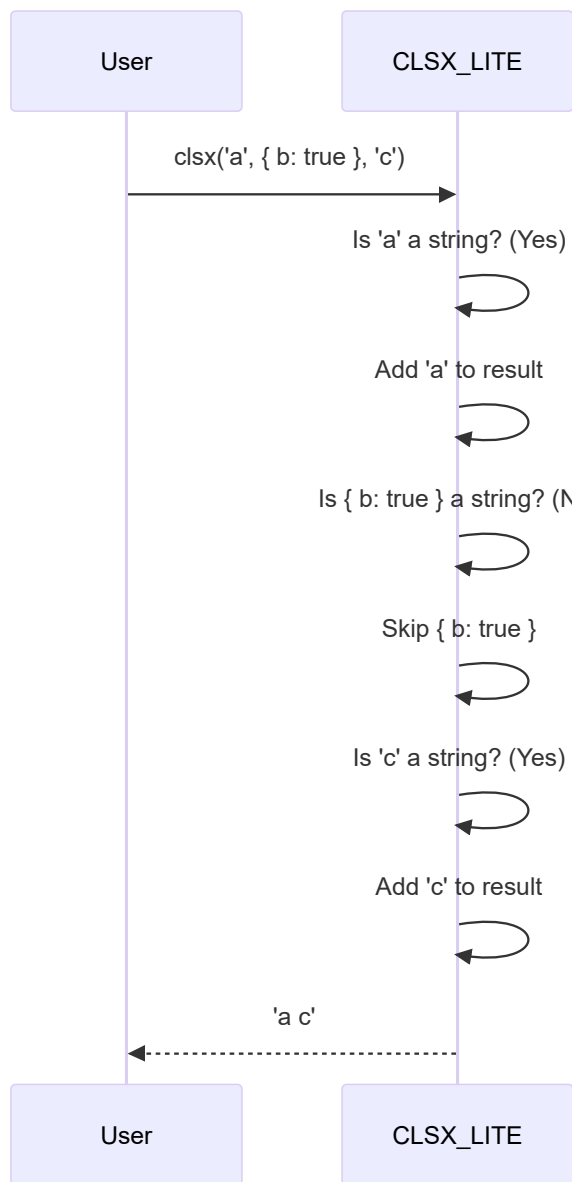 User
CLSX_LITE
clsx('a', { b: true }, 'c')
Is 'a' a string? (Yes)
Add 'a' to result
Is { b: true } a string? (
Skip { b: true }
Is 'c' a string? (Yes)
Add 'c' to result
'a c'
User
CLSX_LITE